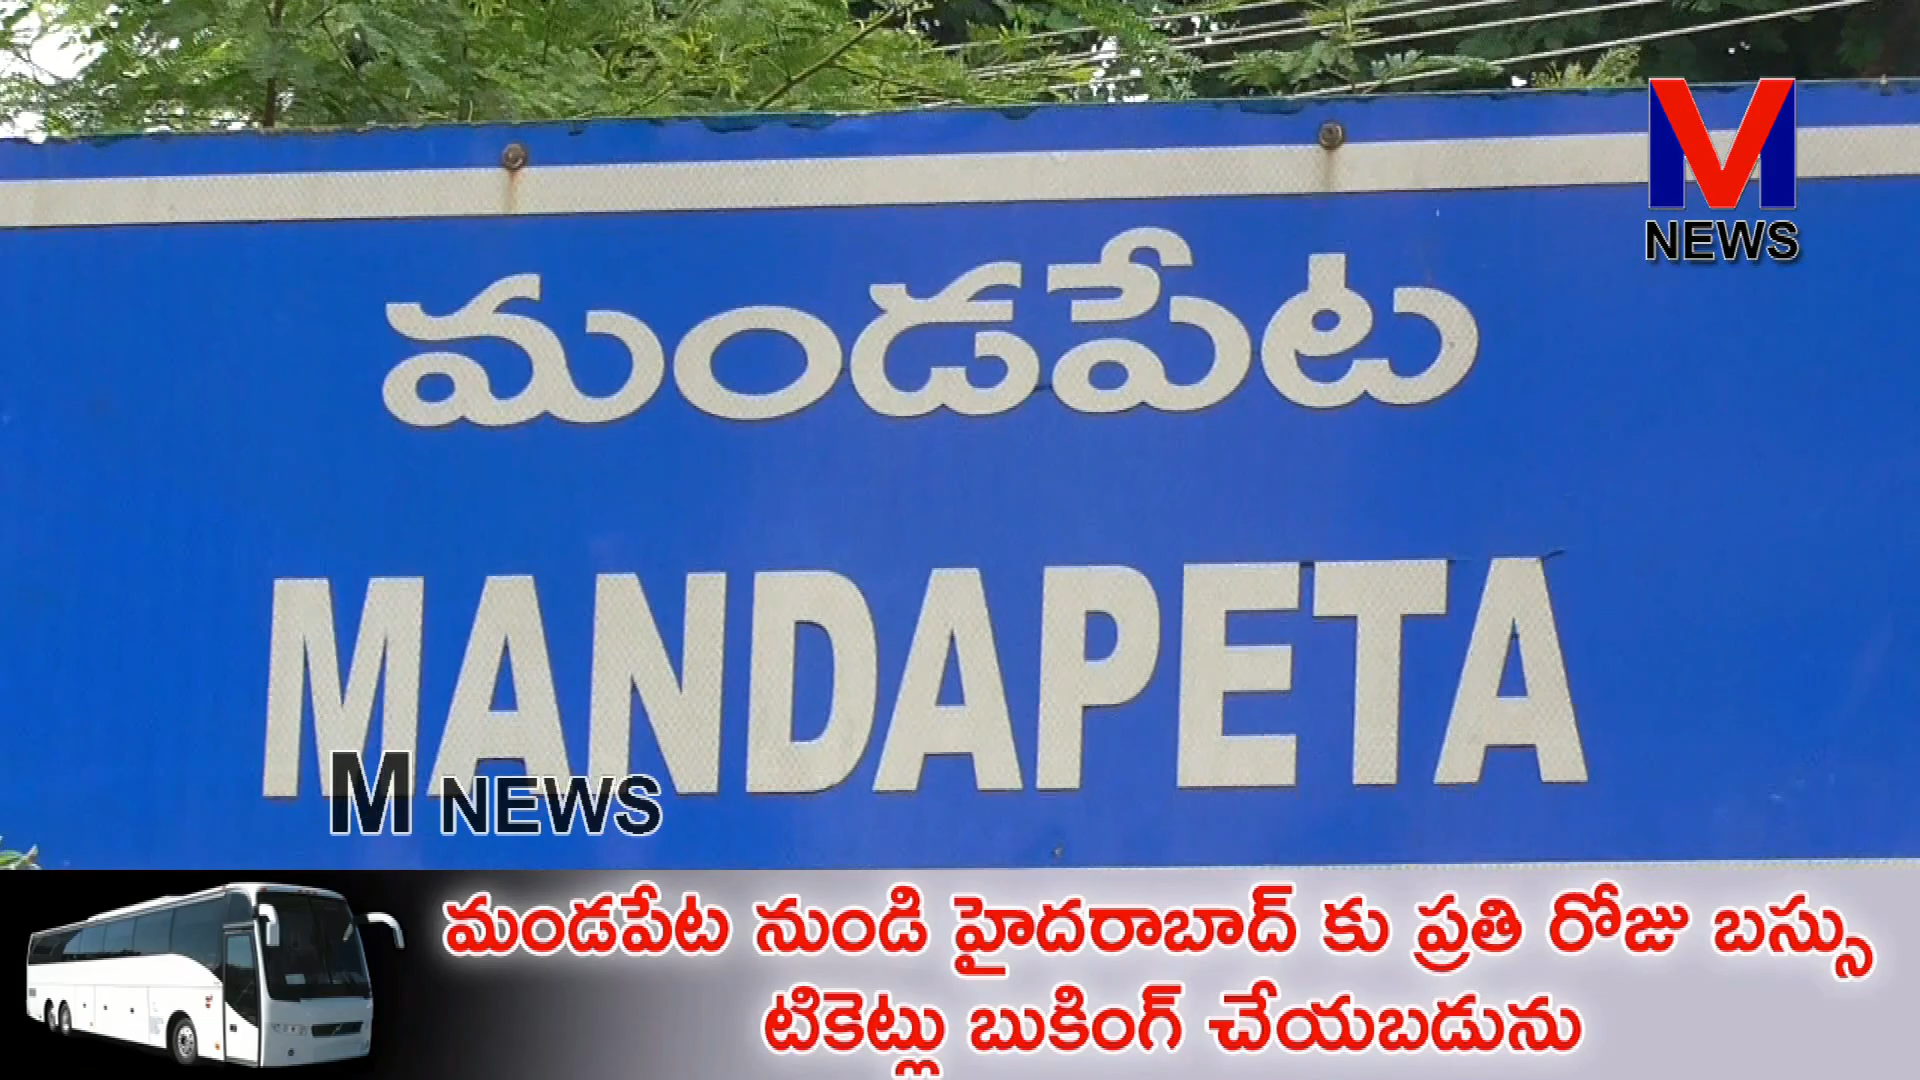 M
NEWS
మండపేట
MANDAPETA
M NEWS
మండపేట నుండి హైదరాబాద్ కు ప్రతి రోజు బస్సు
టికెట్లు బుకింగ్ చేయబడును